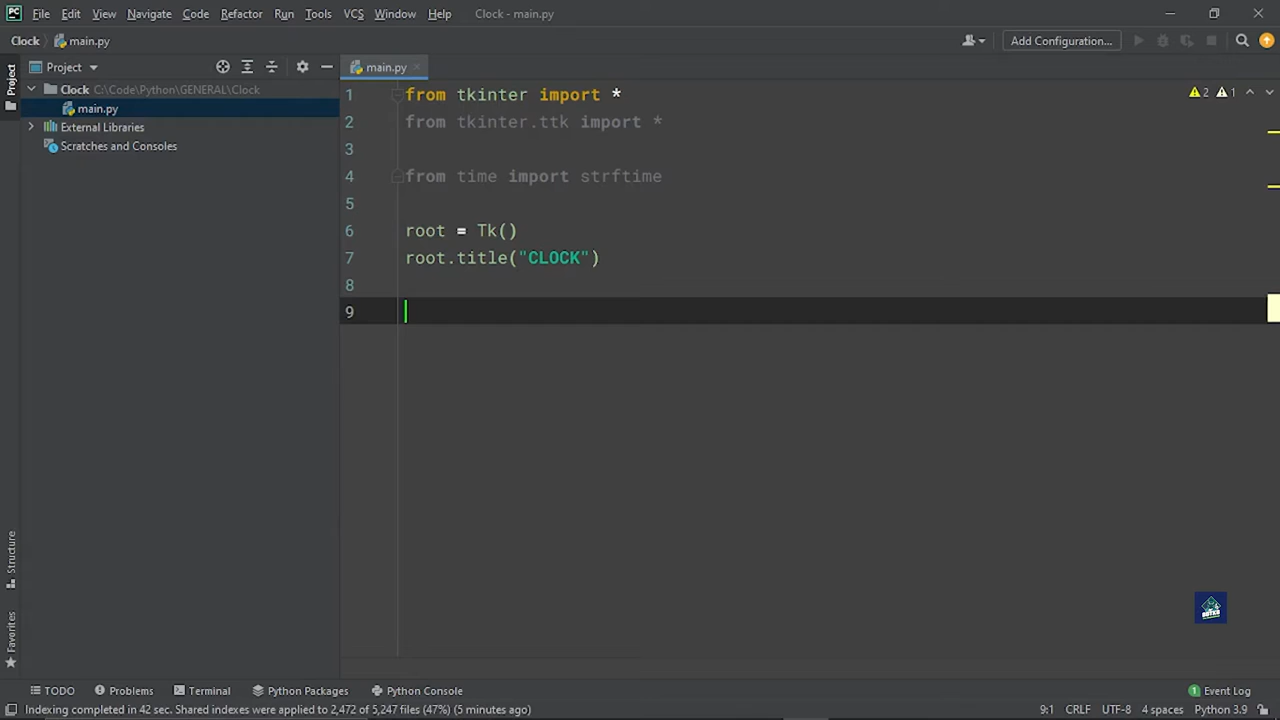 File Edit View Navigate Code Refactor Run Tools VCS Window Help Clock - main.py
Clock main.py Add Configuration...
Project main.py
Project
Clock C:\Code\Python\GENERAL\Clock
main.py
External Libraries
Scratches and Consoles
2 1
1 from tkinter import *
2 from tkinter.ttk import *
3
4 from time import strftime
5
6 root = Tk()
7 root.title("CLOCK")
8
9
Structure
Favorites
TODO Problems Terminal Python Packages Python Console 1 Event Log
Indexing completed in 42 sec. Shared indexes were applied to 2,472 of 5,247 files (47%) (5 minutes ago) 9:1 CRLF UTF-8 4 spaces Python 3.9